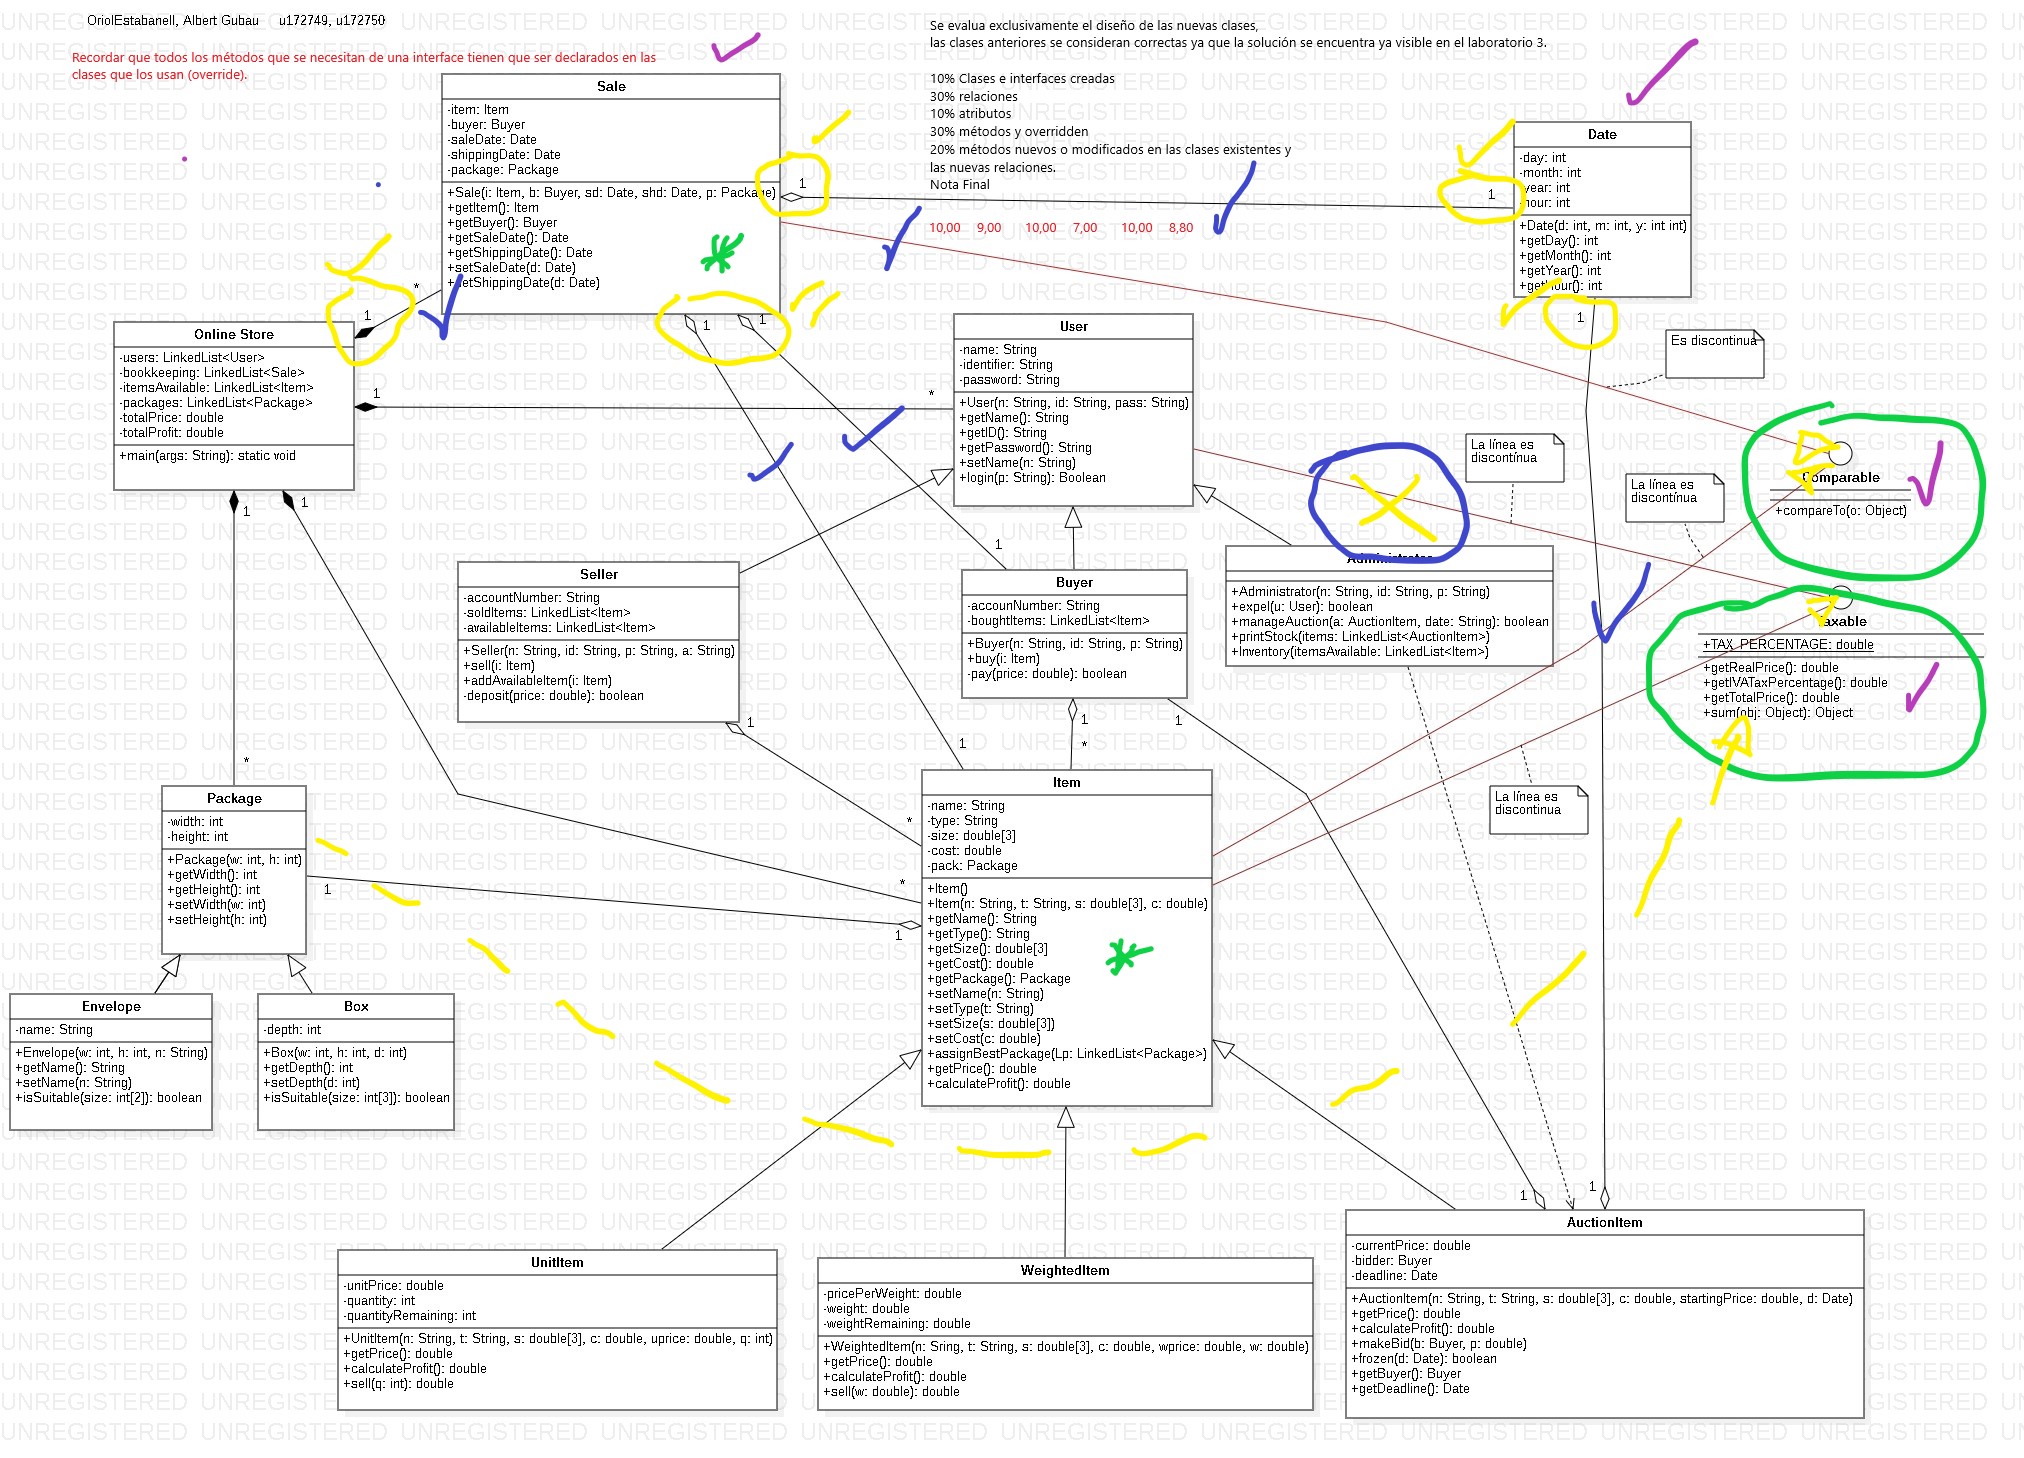 OriolEstabanell, Albert Gubau u172749, u172750
Recordar que todos los métodos que se necesitan de una interface tienen que ser declarados en las
clases que los usan (override).
Se evalua exclusivamente el diseño de las nuevas clases,
las clases anteriores se consideran correctas ya que la solución se encuentra ya visible en el laboratorio 3.
10% Clases e interfaces creadas
30% relaciones
10% atributos
30% métodos y overridden
20% métodos nuevos o modificados en las clases existentes y
las nuevas relaciones.
Nota Final
10,00 9,00 10,00 7,00 10,00 8,80
Sale
-item: Item
-buyer: Buyer
-saleDate: Date
-shippingDate: Date
-package: Package
+Sale(i: Item, b: Buyer, sd: Date, shd: Date, p: Package)
+getItem(): Item
+getBuyer(): Buyer
+getSaleDate(): Date
+getShippingDate(): Date
+setSaleDate(d: Date)
+setShippingDate(d: Date)
1
1
Date
-day: int
-month: int
-year: int
-hour: int
+Date(d: int, m: int, y: int int)
+getDay(): int
+getMonth(): int
+getYear(): int
+getHour(): int
1
*
1
1
1
Online Store
-users: LinkedList<User>
-bookkeeping: LinkedList<Sale>
-itemsAvailable: LinkedList<Item>
-packages: LinkedList<Package>
-totalPrice: double
-totalProfit: double
+main(args: String): static void
1
*
1
1
User
-name: String
-identifier: String
-password: String
+User(n: String, id: String, pass: String)
+getName(): String
+getID(): String
+getPassword(): String
+setName(n: String)
+login(p: String): Boolean
Es discontinua
La línea es
discontínua
La línea es
discontínua
Comparable
+compareTo(o: Object)
Taxable
+TAX_PERCENTAGE: double
+getRealPrice(): double
+getIVATaxPercentage(): double
+getTotalPrice(): double
+sum(obj: Object): Object
La línea es
discontinua
Seller
-accountNumber: String
-soldItems: LinkedList<Item>
-availableItems: LinkedList<Item>
+Seller(n: String, id: String, p: String, a: String)
+sell(i: Item)
+addAvailableItem(i: Item)
-deposit(price: double): boolean
1
*
1
Buyer
-accounNumber: String
-boughtItems: LinkedList<Item>
+Buyer(n: String, id: String, p: String)
+buy(i: Item)
-pay(price: double): boolean
1
*
1
1
Administrator
+Administrator(n: String, id: String, p: String)
+expel(u: User): boolean
+manageAuction(a: AuctionItem, date: String): boolean
+printStock(items: LinkedList<AuctionItem>)
+Inventory(itemsAvailable: LinkedList<Item>)
*
Package
-width: int
-height: int
+Package(w: int, h: int)
+getWidth(): int
+getHeight(): int
+setWidth(w: int)
+setHeight(h: int)
1
*
1
Item
-name: String
-type: String
-size: double[3]
-cost: double
-pack: Package
+Item()
+Item(n: String, t: String, s: double[3], c: double)
+getName(): String
+getType(): String
+getSize(): double[3]
+getCost(): double
+getPackage(): Package
+setName(n: String)
+setType(t: String)
+setSize(s: double[3])
+setCost(c: double)
+assignBestPackage(Lp: LinkedList<Package>)
+getPrice(): double
+calculateProfit(): double
Envelope
-name: String
+Envelope(w: int, h: int, n: String)
+getName(): String
+setName(n: String)
+isSuitable(size: int[2]): boolean
Box
-depth: int
+Box(w: int, h: int, d: int)
+getDepth(): int
+setDepth(d: int)
+isSuitable(size: int[3]): boolean
UnitItem
-unitPrice: double
-quantity: int
-quantityRemaining: int
+UnitItem(n: String, t: String, s: double[3], c: double, uprice: double, q: int)
+getPrice(): double
+calculateProfit(): double
+sell(q: int): double
WeightedItem
-pricePerWeight: double
-weight: double
-weightRemaining: double
+WeightedItem(n: Sring, t: String, s: double[3], c: double, wprice: double, w: double)
+getPrice(): double
+calculateProfit(): double
+sell(w: double): double
1
1
AuctionItem
-currentPrice: double
-bidder: Buyer
-deadline: Date
+AuctionItem(n: String, t: String, s: double[3], c: double, startingPrice: double, d: Date)
+getPrice(): double
+calculateProfit(): double
+makeBid(b: Buyer, p: double)
+frozen(d: Date): boolean
+getBuyer(): Buyer
+getDeadline(): Date
UNREGISTERED